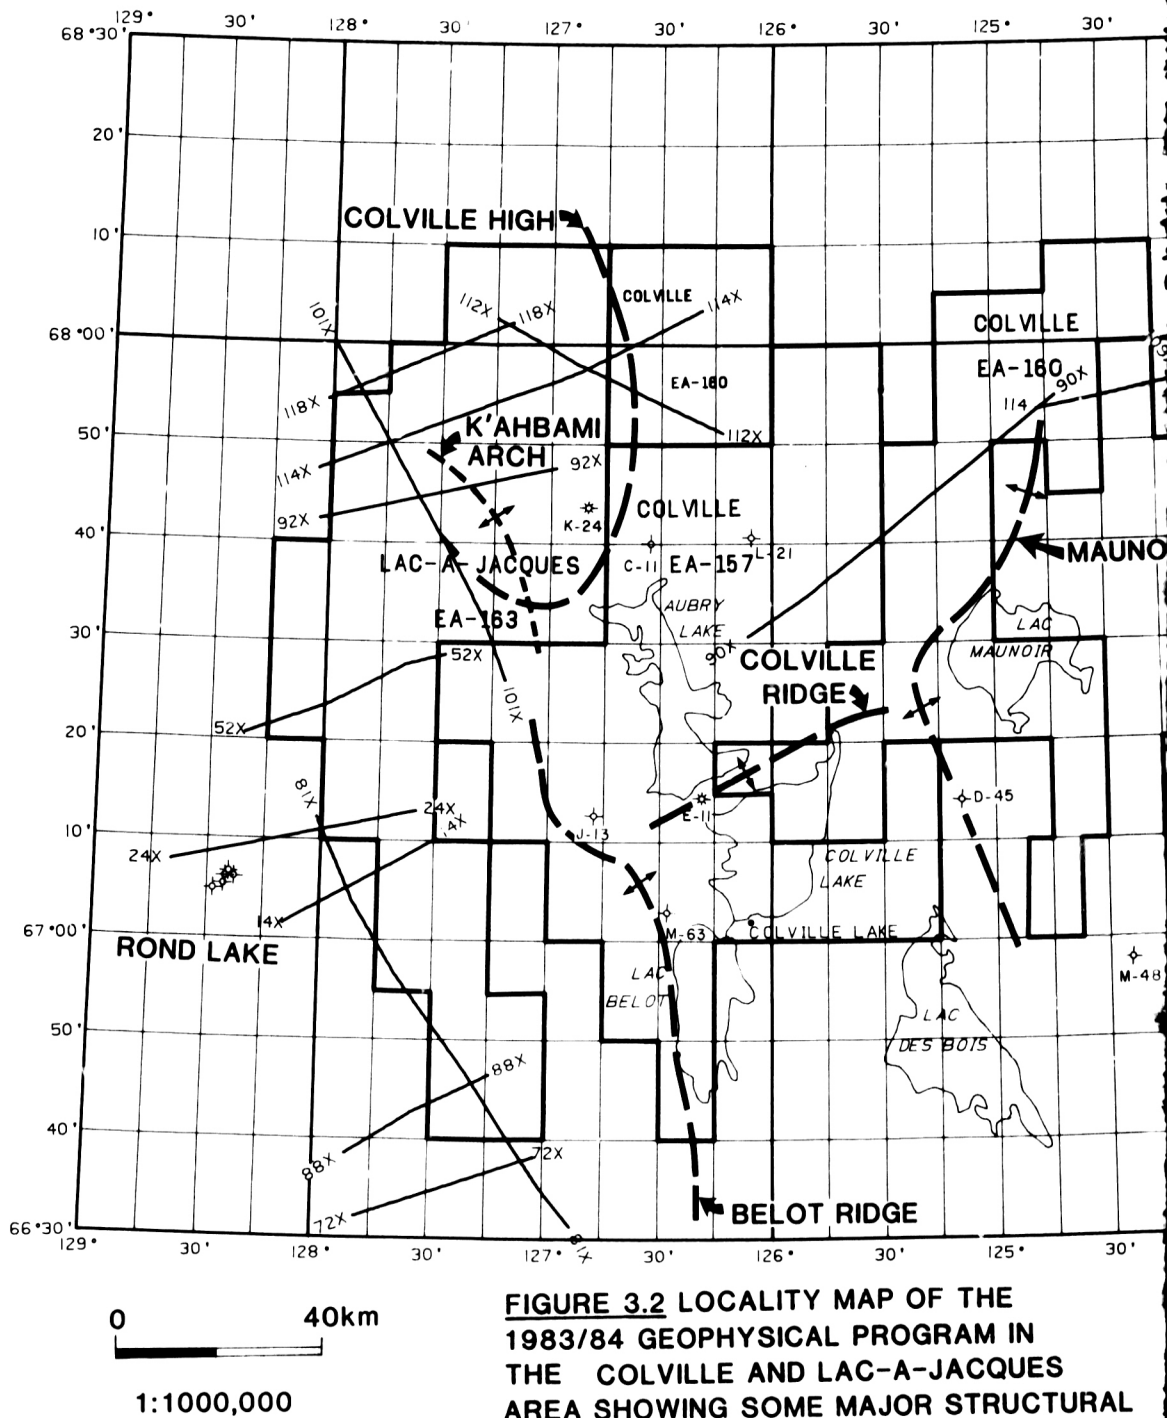 129° 30' 128° 30' 127° 30' 126° 30' 125° 30'
68°30'
20'
COLVILLE HIGH
10'
101X
112X
118X
COLVILLE
114X
68°00'
COLVILLE
EA-160
EA-160
118X
90X
114
K'AHBAMI
ARCH
50'
112X
114X
92X
92X
K-24
COLVILLE
40'
LAC-A-JACQUES
C-11
EA-157
L-21
MAUNO
EA-163
AUBRY
LAKE
30'
LAC
MAUNOIR
52X
90X
COLVILLE
RIDGE
101X
52X
20'
81X
24X
14X
E-11
D-45
10'
J-13
24X
COLVILLE
LAKE
14X
67°00'
M-63
COLVILLE LAKE
ROND LAKE
LAC
BELOT
M-48
LAC
DES BOIS
50'
88X
40'
88X
72X
72X
BELOT RIDGE
66°30'
81X
129° 30' 128° 30' 127° 30' 126° 30' 125° 30'
0 40km
1:1000,000
FIGURE 3.2 LOCALITY MAP OF THE
1983/84 GEOPHYSICAL PROGRAM IN
THE COLVILLE AND LAC-A-JACQUES
AREA SHOWING SOME MAJOR STRUCTURAL